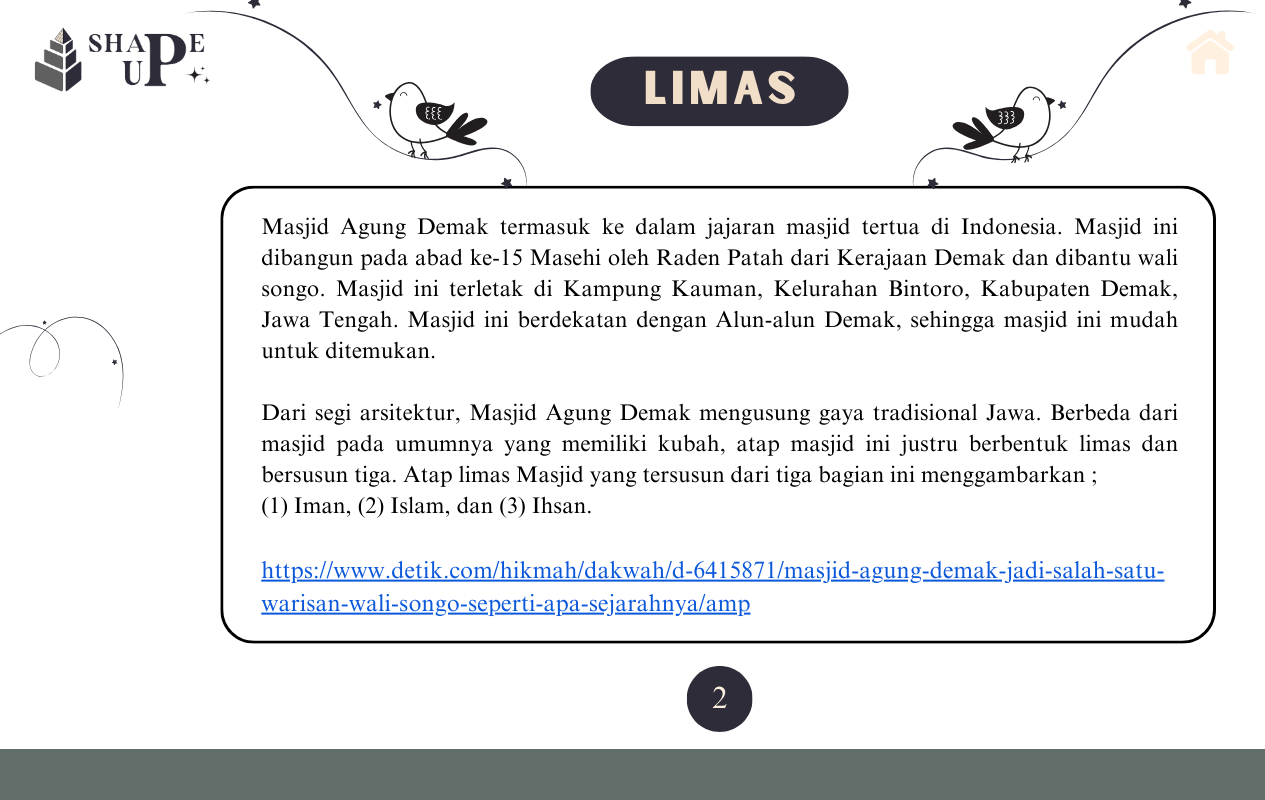 SHAPE
UP
LIMAS
Masjid Agung Demak termasuk ke dalam jajaran masjid tertua di Indonesia. Masjid ini
dibangun pada abad ke-15 Masehi oleh Raden Patah dari Kerajaan Demak dan dibantu wali
songo. Masjid ini terletak di Kampung Kauman, Kelurahan Bintoro, Kabupaten Demak,
Jawa Tengah. Masjid ini berdekatan dengan Alun-alun Demak, sehingga masjid ini mudah
untuk ditemukan.
Dari segi arsitektur, Masjid Agung Demak mengusung gaya tradisional Jawa. Berbeda dari
masjid pada umumnya yang memiliki kubah, atap masjid ini justru berbentuk limas dan
bersusun tiga. Atap limas Masjid yang tersusun dari tiga bagian ini menggambarkan ;
(1) Iman, (2) Islam, dan (3) Ihsan.
https://www.detik.com/hikmah/dakwah/d-6415871/masjid-agung-demak-jadi-salah-satu-
warisan-wali-songo-seperti-apa-sejarahnya/amp
2